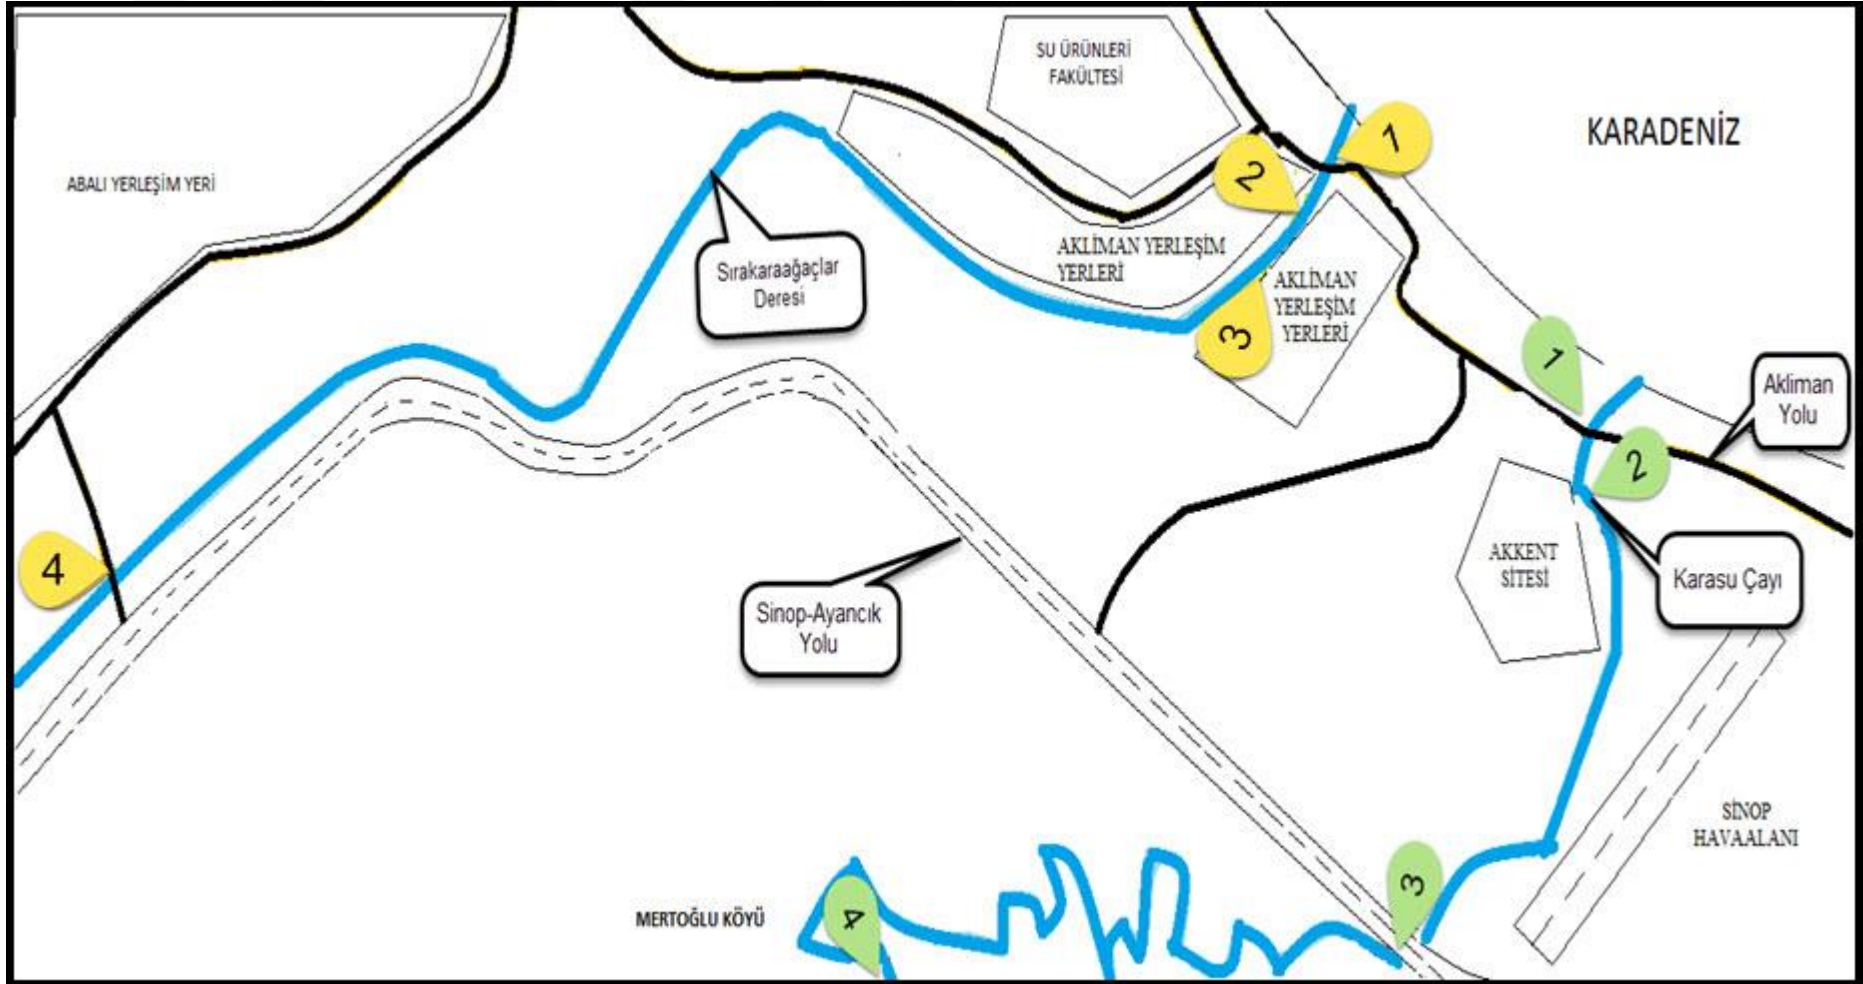 SU ÜRÜNLERİ
FAKÜLTESİ
KARADENİZ
1
2
ABALI YERLEŞİM YERİ
AKLİMAN YERLEŞİM
YERLERİ
Sırakaraağaçlar
Deresi
AKLİMAN
YERLEŞİM
YERLERİ
3
1
Akliman
Yolu
2
4
AKKENT
SİTESİ
Karasu Çayı
Sinop-Ayancık
Yolu
SİNOP
HAVAALANI
3
MERTOĞLU KÖYÜ
4